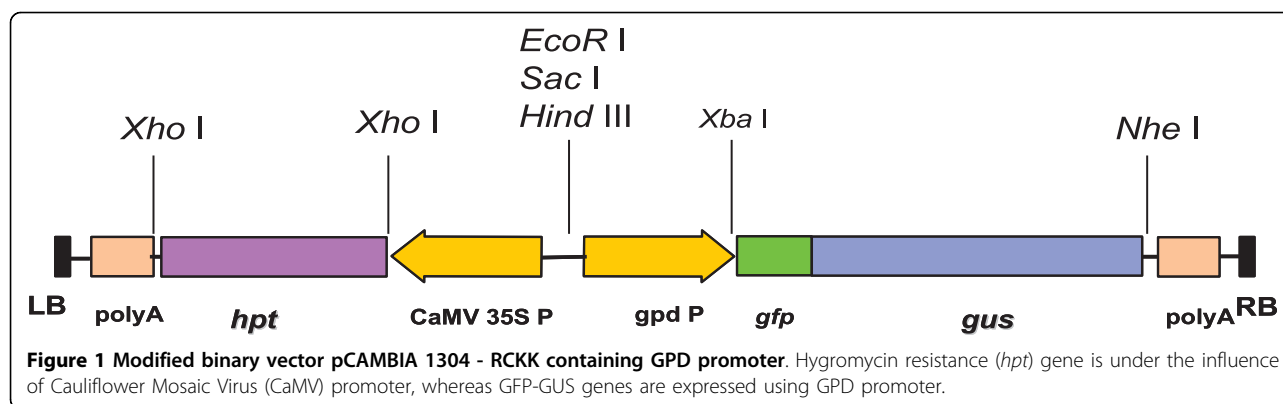 EcoR I
Sac I
Hind III
Xho I
Xho I
Xba I
Nhe I
LB
polyA
hpt
CaMV 35S P
gpd P
gfp
gus
polyA
RB
Figure 1 Modified binary vector pCAMBIA 1304 - RCKK containing GPD promoter. Hygromycin resistance (hpt) gene is under the influence
of Cauliflower Mosaic Virus (CaMV) promoter, whereas GFP-GUS genes are expressed using GPD promoter.